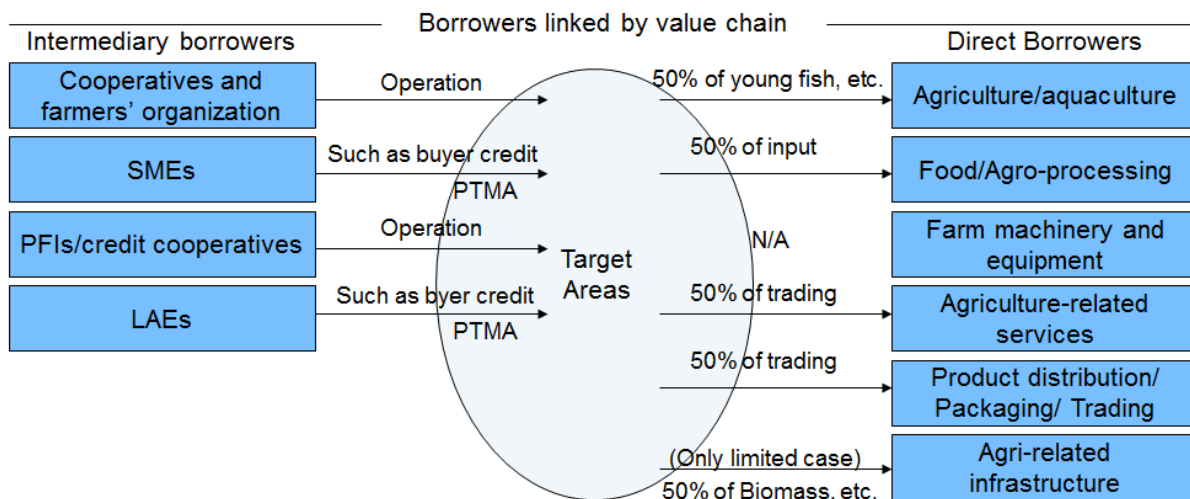 Borrowers linked by value chain
Intermediary borrowers
Direct Borrowers
Cooperatives and
farmers' organization
Operation
50% of young fish, etc.
Agriculture/aquaculture
SMEs
Such as buyer credit
PTMA
50% of input
Food/Agro-processing
PFIs/credit cooperatives
Operation
N/A
Farm machinery and
equipment
Target
Areas
LAEs
Such as byer credit
PTMA
50% of trading
Agriculture-related
services
50% of trading
Product distribution/
Packaging/ Trading
(Only limited case)
50% of Biomass, etc.
Agri-related
infrastructure